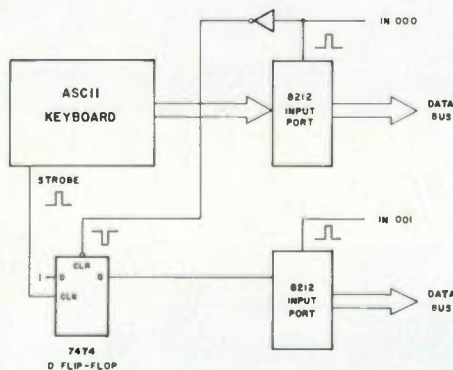 IN 000
ASCII
KEYBOARD
8212
INPUT
PORT
DATA
BUS
STROBE
IN 001
CLR
1
D
Q
CLK
8212
INPUT
PORT
DATA
BUS
7474
D FLIP-FLOP